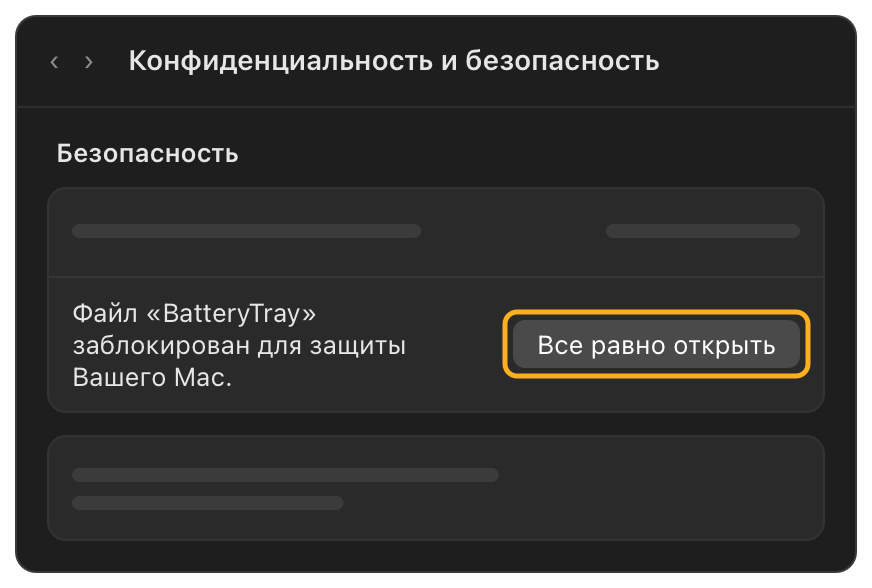 Конфиденциальность и безопасность
Безопасность
Файл «BatteryTray»
заблокирован для защиты
Вашего Mac.
Все равно открыть